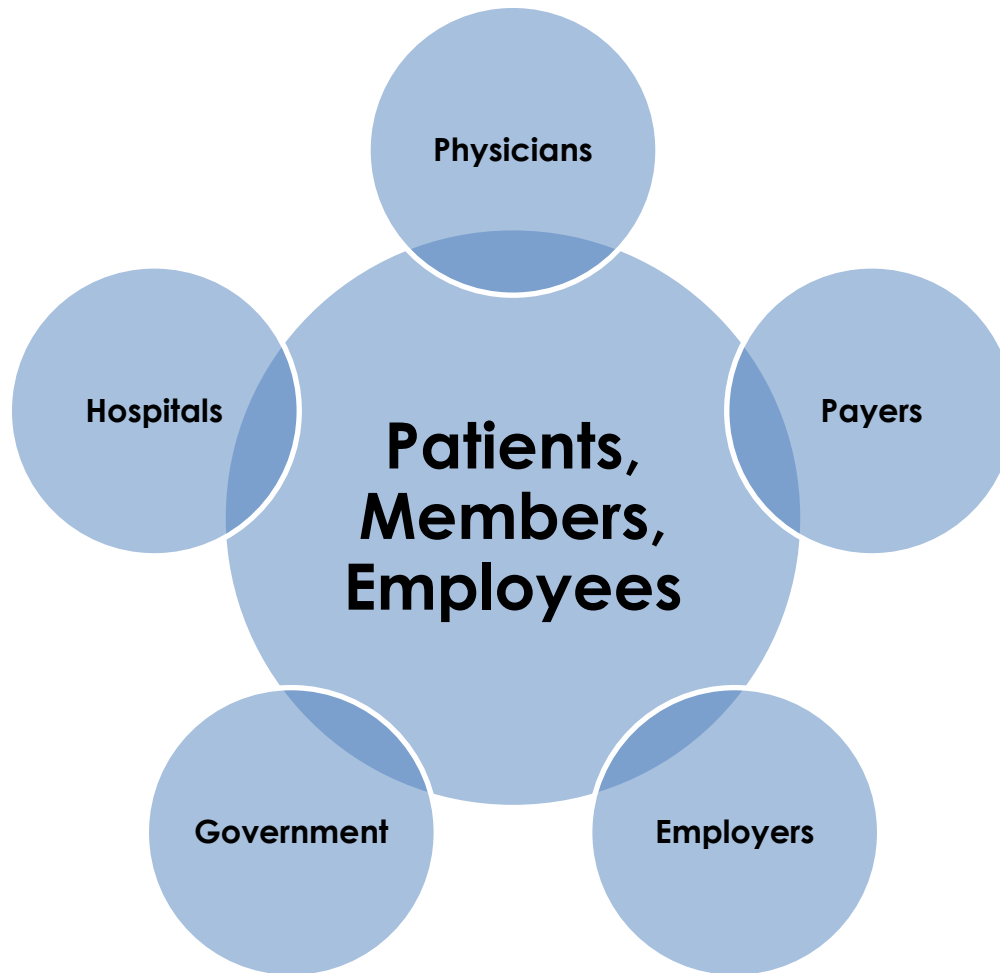 Physicians
Hospitals
Payers
Patients,
Members,
Employees
Government
Employers